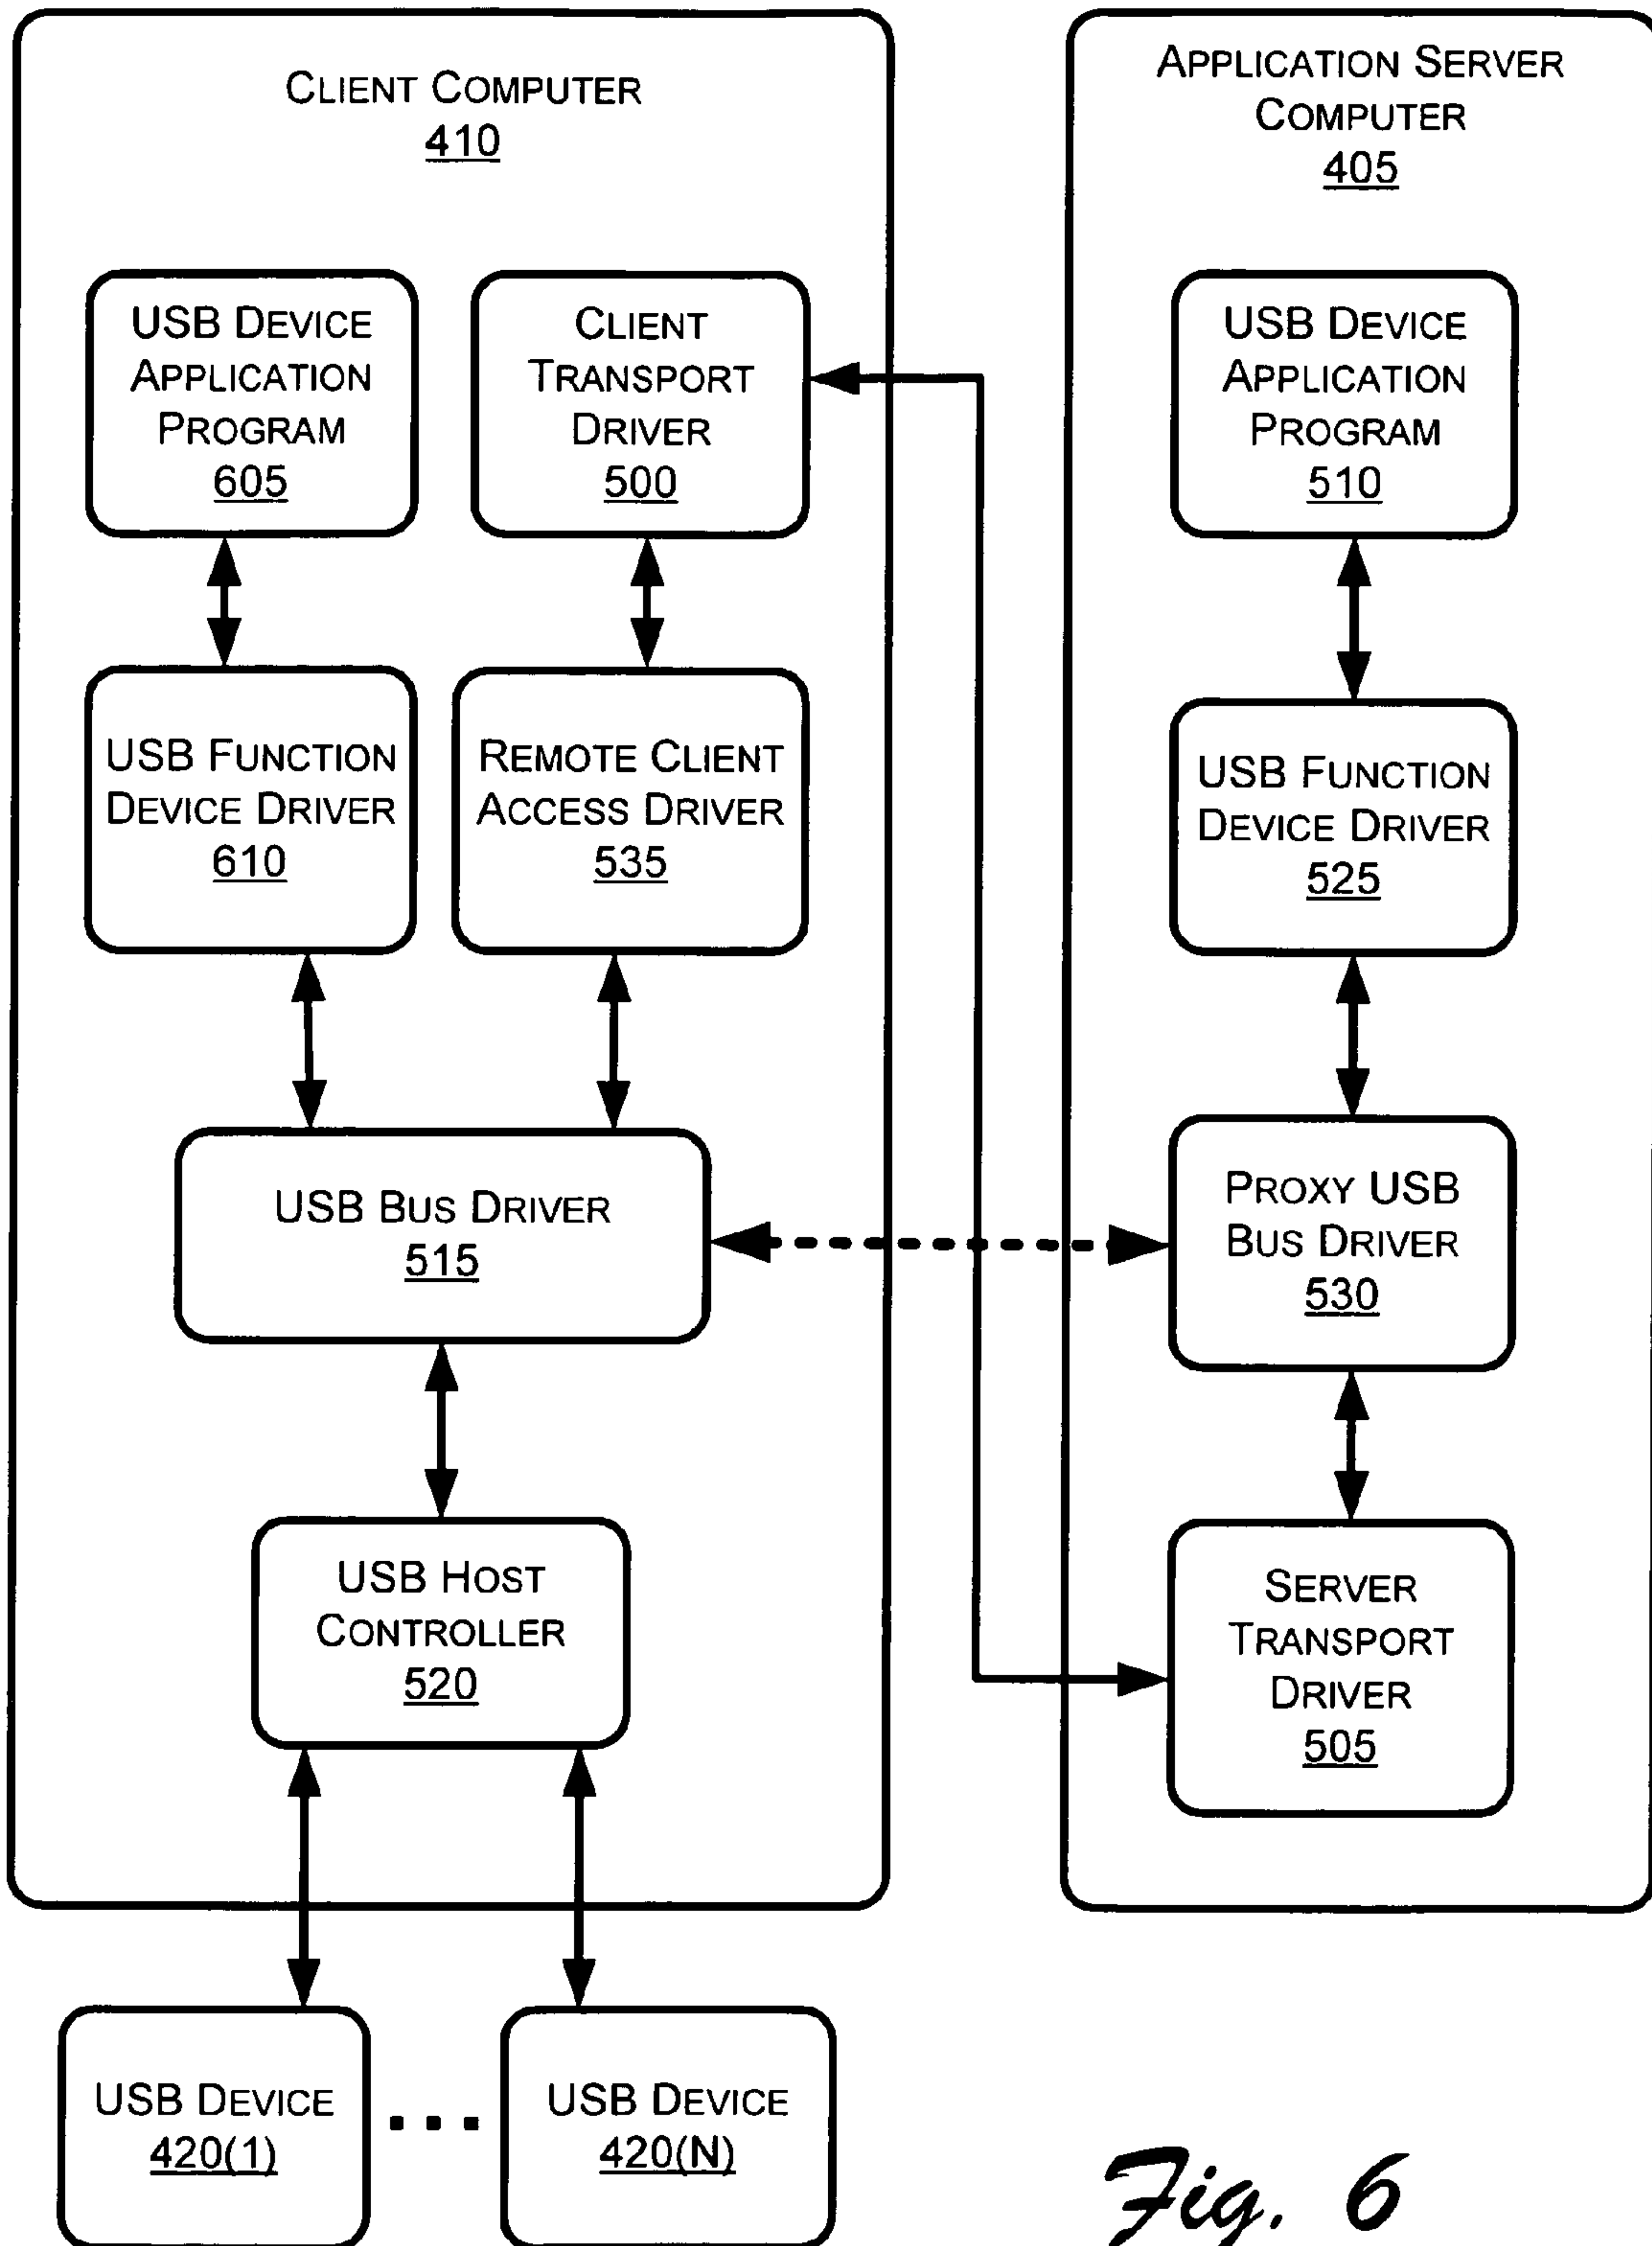 CLIENT COMPUTER
410
APPLICATION SERVER
COMPUTER
405
USB DEVICE
APPLICATION
PROGRAM
605
CLIENT
TRANSPORT
DRIVER
500
USB DEVICE
APPLICATION
PROGRAM
510
USB FUNCTION
DEVICE DRIVER
610
REMOTE CLIENT
ACCESS DRIVER
535
USB FUNCTION
DEVICE DRIVER
525
USB BUS DRIVER
515
PROXY USB
BUS DRIVER
530
USB HOST
CONTROLLER
520
SERVER
TRANSPORT
DRIVER
505
USB DEVICE
420(1)
USB DEVICE
420(N)
Fig. 6